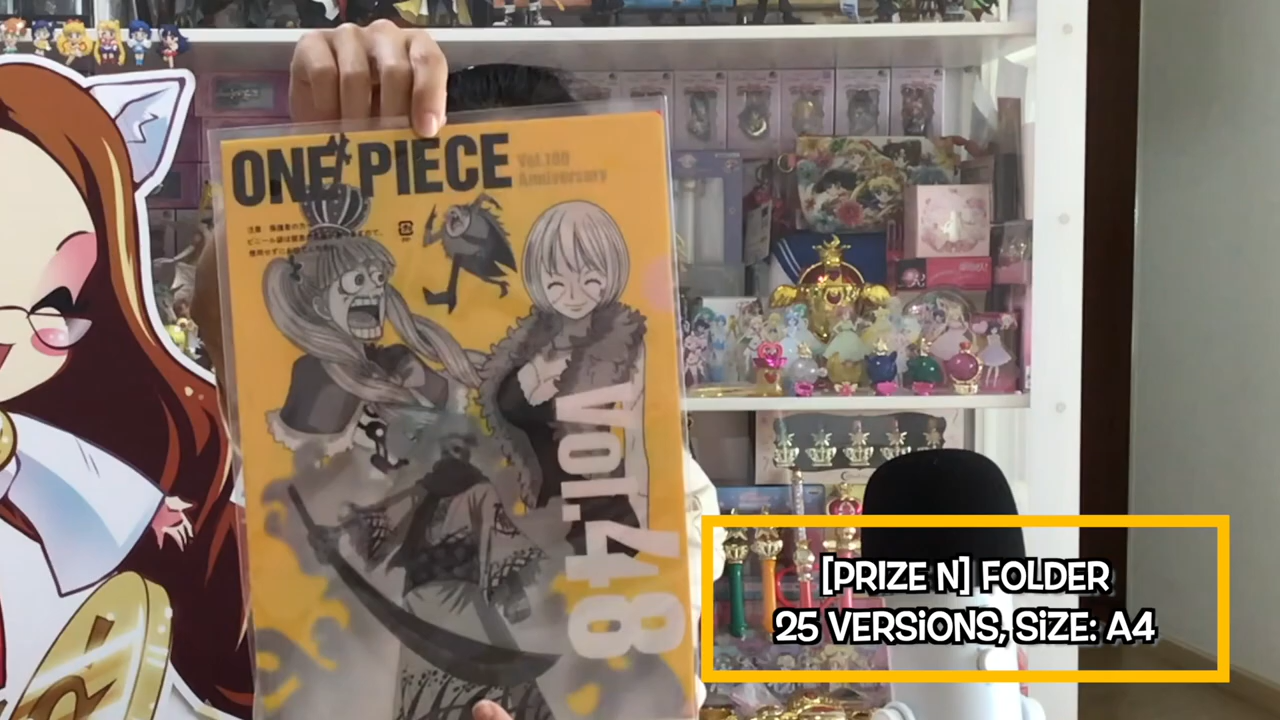 ONE PIECE
Vol.100
Anniversary
Vol.48
[PRIZE N] FOLDER
25 VERSIONS, SIZE: A4